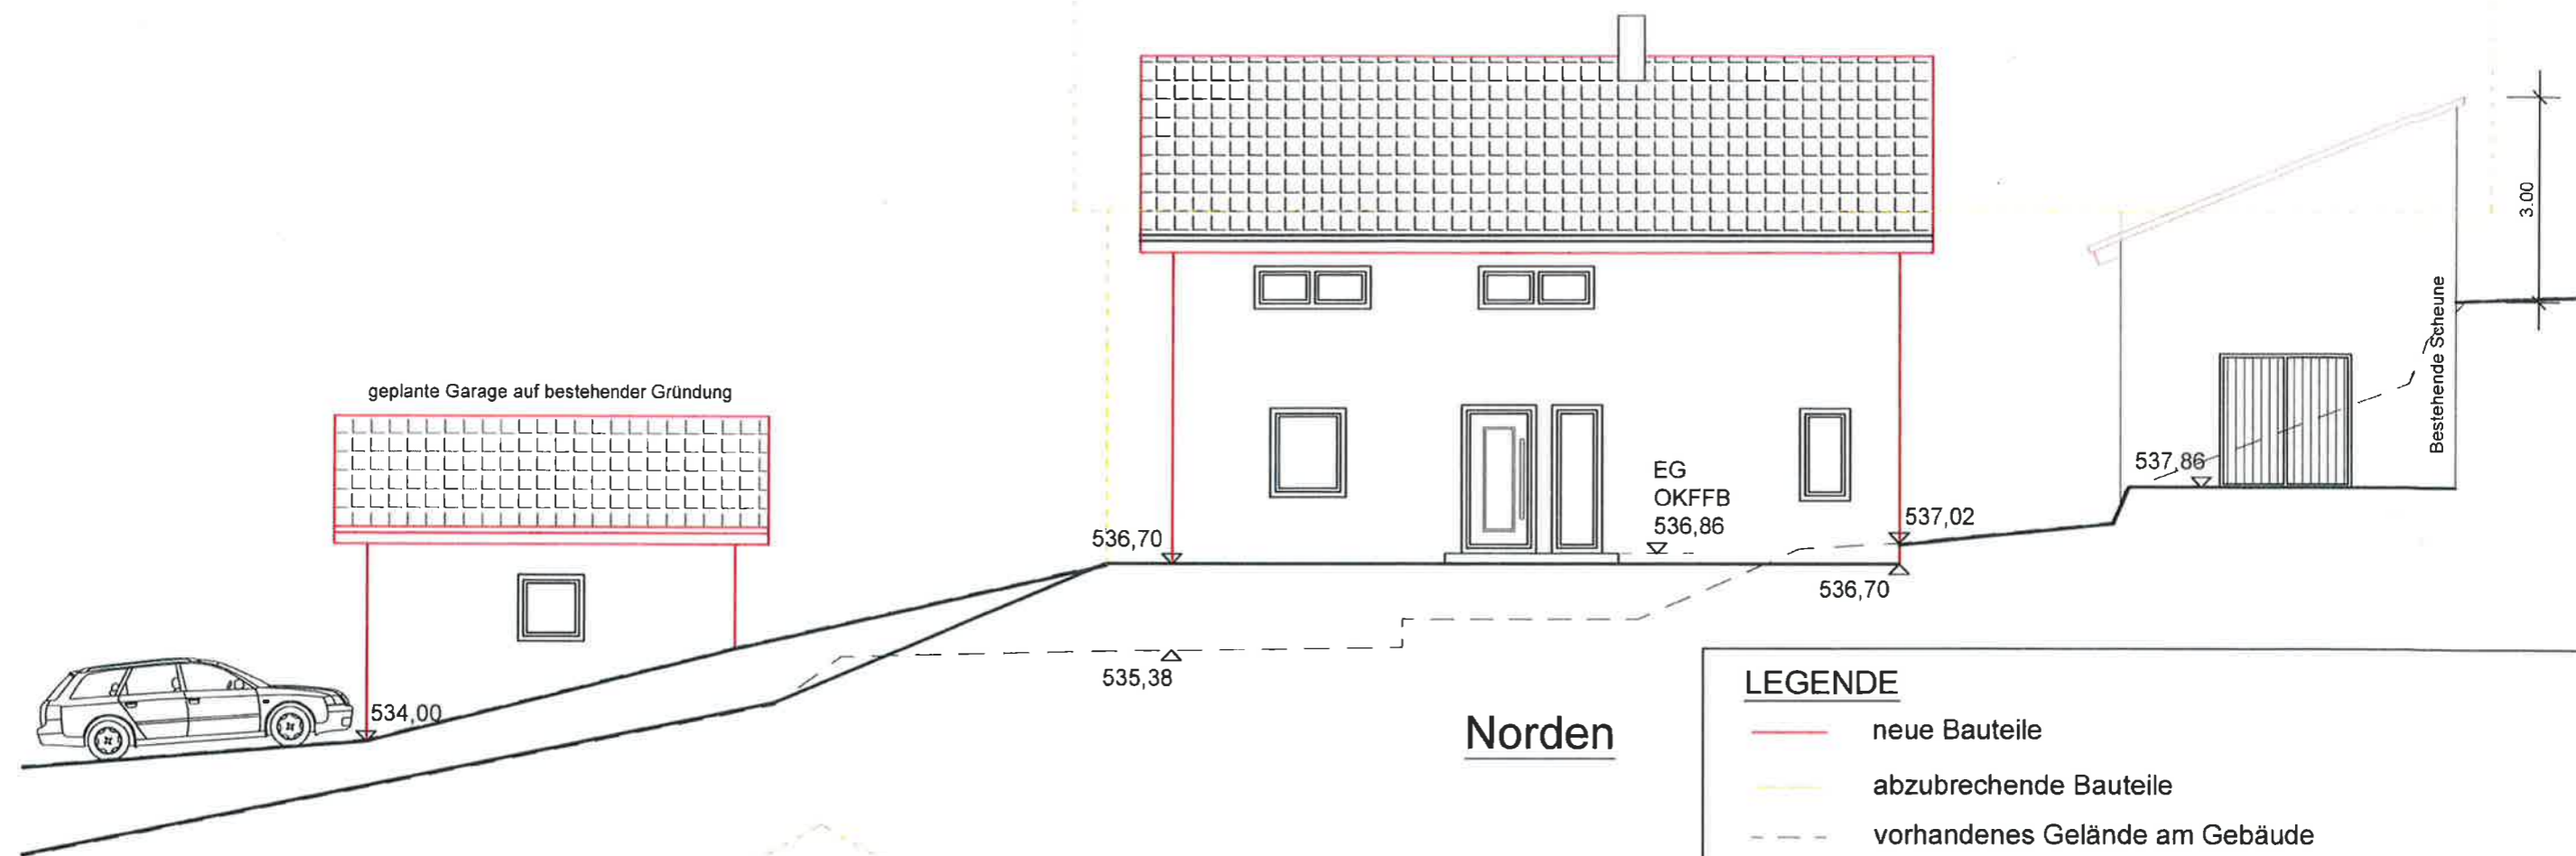 3.00
Bestehende Scheune
geplante Garage auf bestehender Gründung
537,86
EG
OKFFB
536,86
537,02
536,70
536,70
535,38
534,00
Norden
LEGENDE
neue Bauteile
abzubrechende Bauteile
vorhandenes Gelände am Gebäude